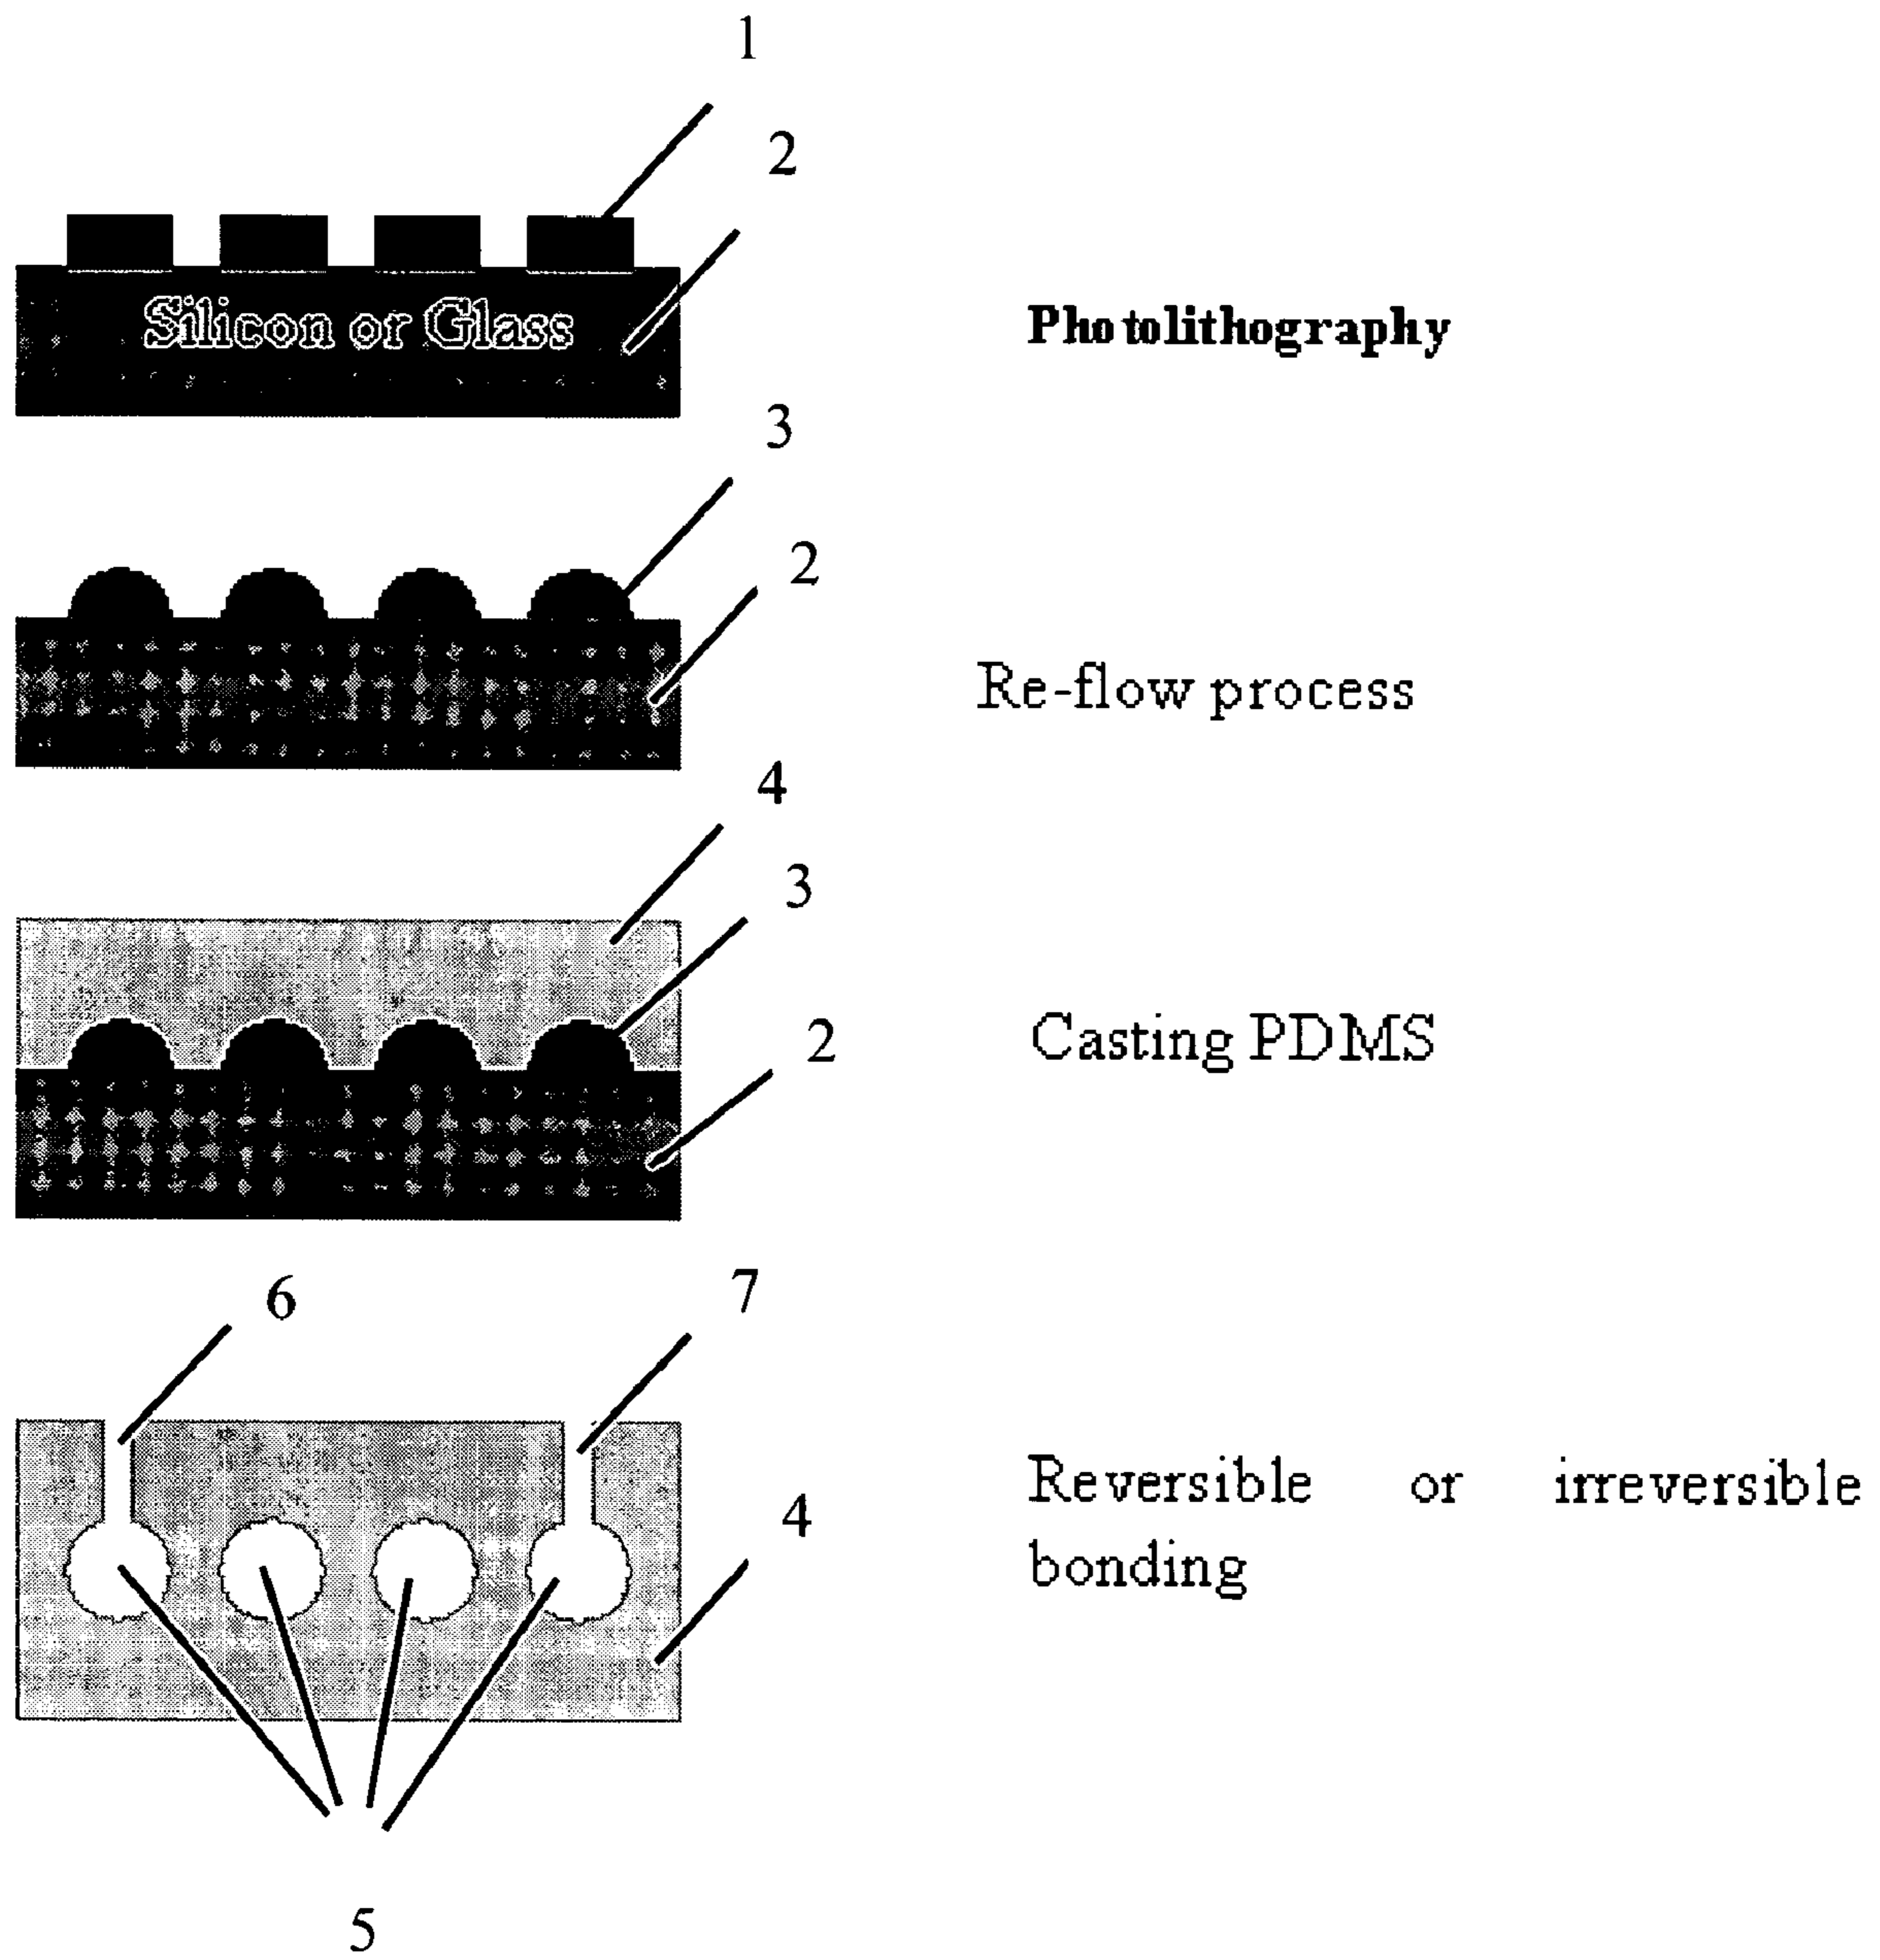 1
2
Silicon or Glass
Photolithography
3
2
Re-flow process
4
3
2
Casting PDMS
6
7
4
Reversible or irreversible
bonding
5